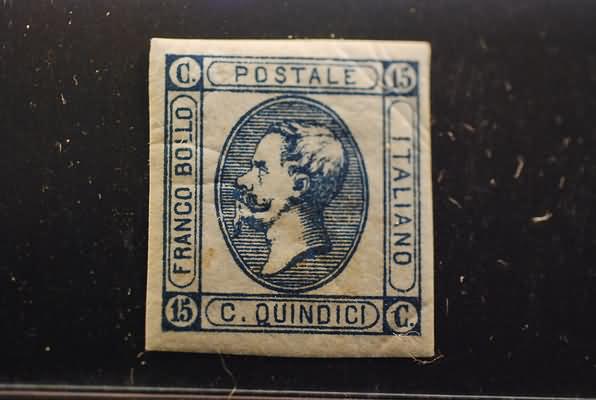 C. POSTALE 15
FRANCO BOLLO
ITALIANO
15 C. QUINDICI C.